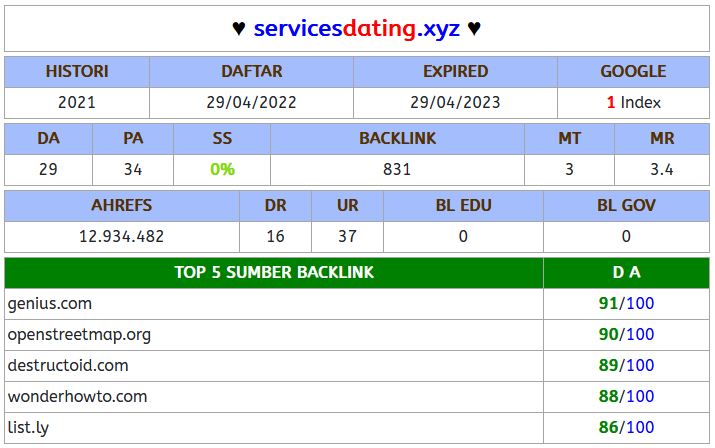 ♥ servicesdating.xyz ♥
HISTORI DAFTAR EXPIRED GOOGLE
2021 29/04/2022 29/04/2023 1 Index
DA PA SS BACKLINK MT MR
29 34 0% 831 3 3.4
AHREFS DR UR BL EDU BL GOV
12.934.482 16 37 0 0
TOP 5 SUMBER BACKLINK D A
genius.com 91/100
openstreetmap.org 90/100
destructoid.com 89/100
wonderhowto.com 88/100
list.ly 86/100